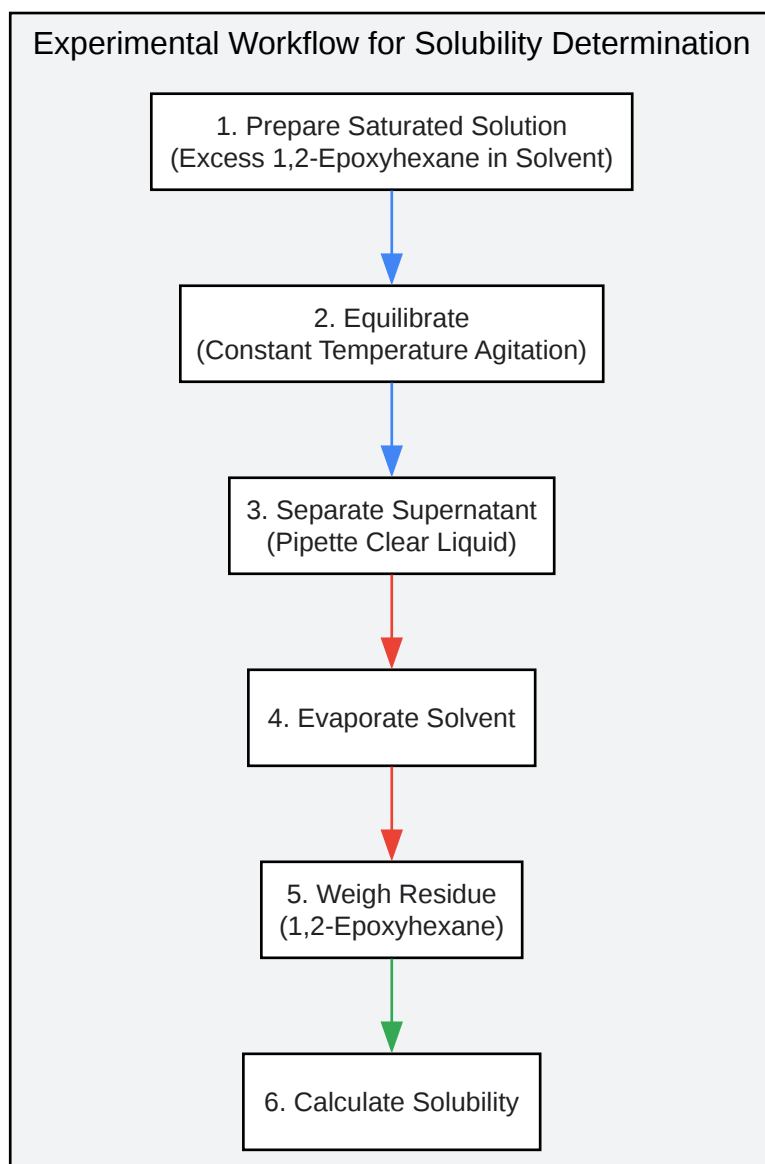 Experimental Workflow for Solubility Determination
1. Prepare Saturated Solution
(Excess 1,2-Epoxyhexane in Solvent)
2. Equilibrate
(Constant Temperature Agitation)
3. Separate Supernatant
(Pipette Clear Liquid)
4. Evaporate Solvent
5. Weigh Residue
(1,2-Epoxyhexane)
6. Calculate Solubility